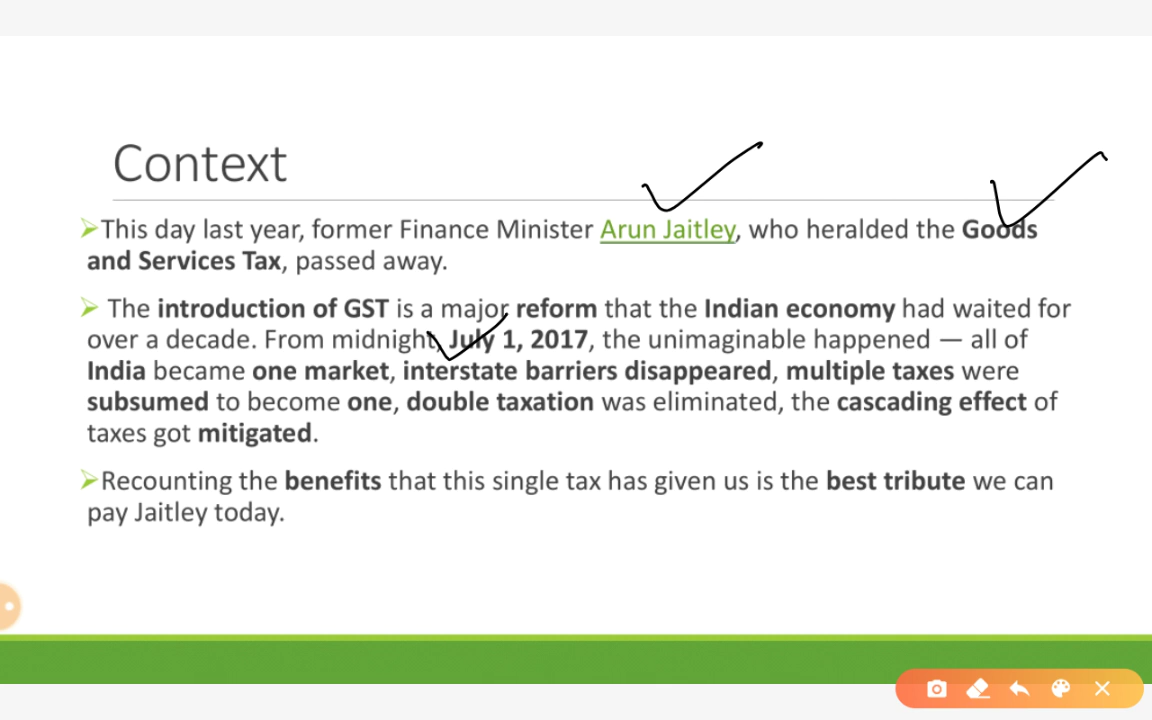 Context
This day last year, former Finance Minister Arun Jaitley, who heralded the Goods
and Services Tax, passed away.
The introduction of GST is a major reform that the Indian economy had waited for
over a decade. From midnight, July 1, 2017, the unimaginable happened — all of
India became one market, interstate barriers disappeared, multiple taxes were
subsumed to become one, double taxation was eliminated, the cascading effect of
taxes got mitigated.
Recounting the benefits that this single tax has given us is the best tribute we can
pay Jaitley today.